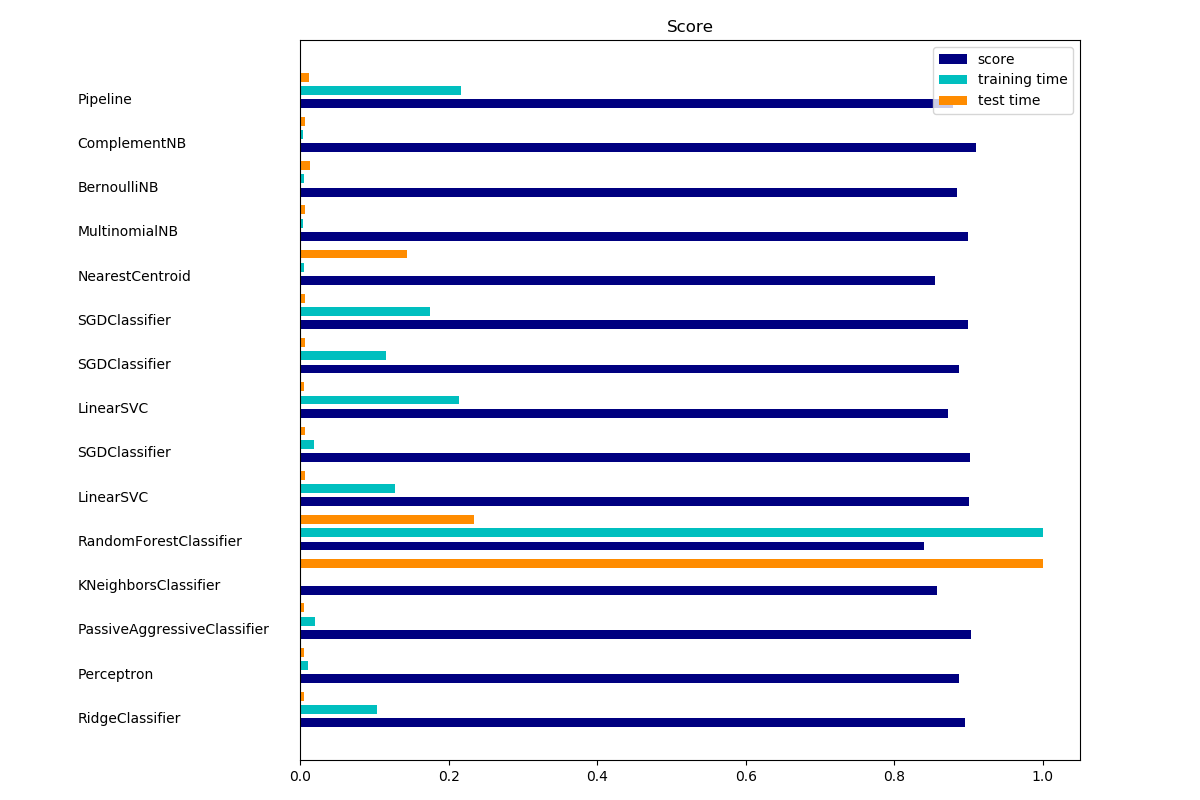 Score
score
training time
test time
Pipeline
ComplementNB
BernoulliNB
MultinomialNB
NearestCentroid
SGDClassifier
SGDClassifier
LinearSVC
SGDClassifier
LinearSVC
RandomForestClassifier
KNeighborsClassifier
PassiveAggressiveClassifier
Perceptron
RidgeClassifier
0.0 0.2 0.4 0.6 0.8 1.0